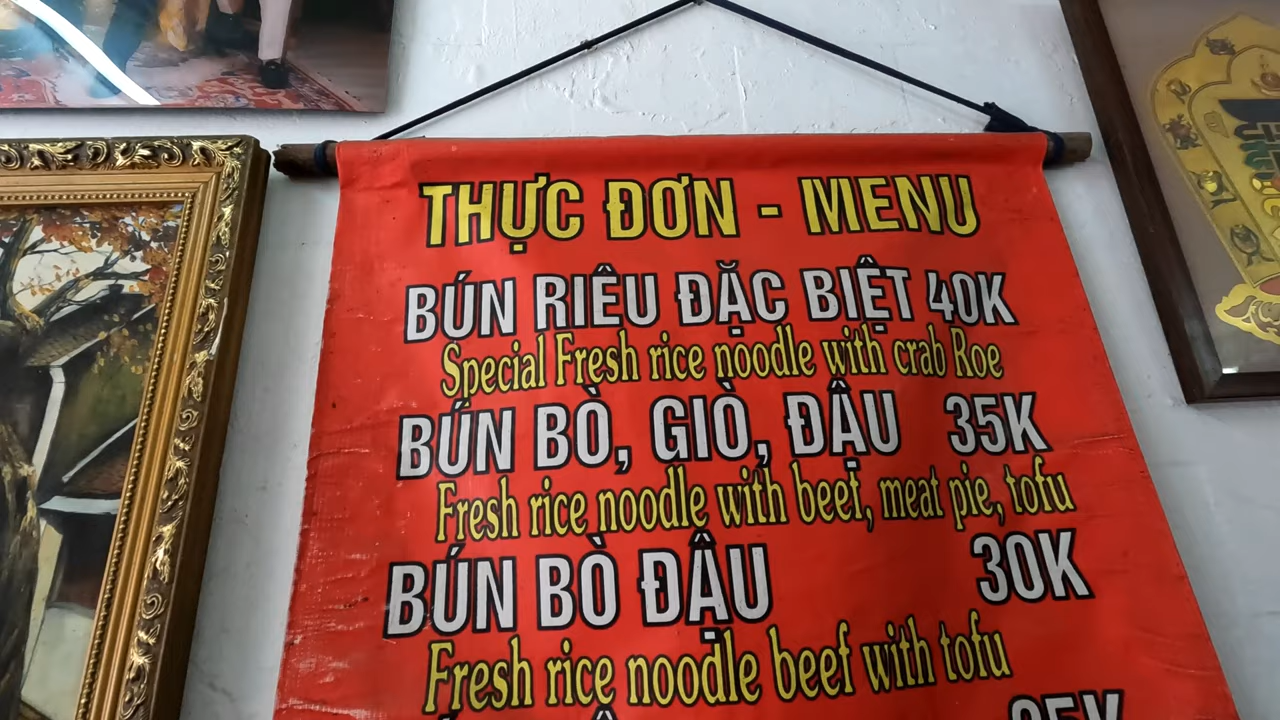 THỰC ĐƠN - MENU
BÚN RIÊU ĐẶC BIỆT 40K
Special Fresh rice noodle with crab Roe
BÚN BÒ, GIÒ, ĐẬU 35K
Fresh rice noodle with beef, meat pie, tofu
BÚN BÒ ĐẬU 30K
Fresh rice noodle beef with tofu